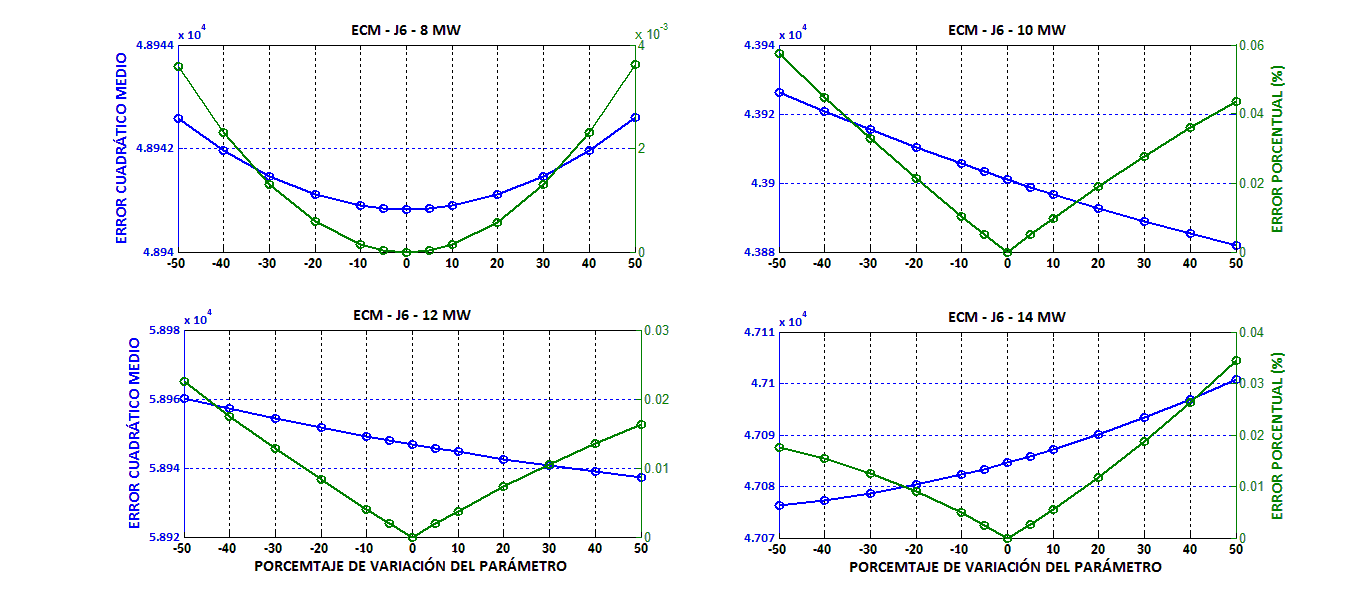 ECM - J6 - 8 MW
x 10^4
x 10^-3
4.8944
4.8942
4.894
ERROR CUADRÁTICO MEDIO
4
2
0
-50 -40 -30 -20 -10 0 10 20 30 40 50
ECM - J6 - 10 MW
x 10^4
4.394
4.392
4.39
4.388
0.06
0.04
0.02
0
ERROR PORCENTUAL (%)
-50 -40 -30 -20 -10 0 10 20 30 40 50
ECM - J6 - 12 MW
x 10^4
5.898
5.896
5.894
5.892
ERROR CUADRÁTICO MEDIO
0.03
0.02
0.01
0
-50 -40 -30 -20 -10 0 10 20 30 40 50
PORCEMTAJE DE VARIACIÓN DEL PARÁMETRO
ECM - J6 - 14 MW
x 10^4
4.711
4.71
4.709
4.708
4.707
0.04
0.03
0.02
0.01
0
ERROR PORCENTUAL (%)
-50 -40 -30 -20 -10 0 10 20 30 40 50
PORCEMTAJE DE VARIACIÓN DEL PARÁMETRO